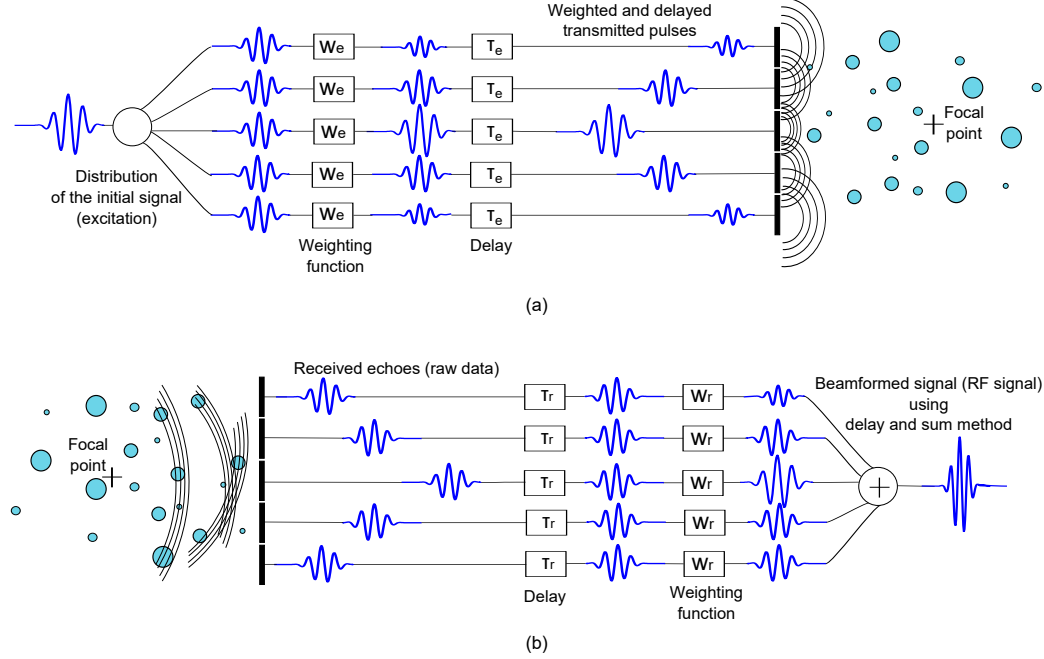 Weighted and delayed
transmitted pulses
We
Te
We
Te
We
Te
We
Te
We
Te
Focal
point
Distribution
of the initial signal
(excitation)
Weighting
function
Delay
(a)
Received echoes (raw data)
Beamformed signal (RF signal)
using
delay and sum method
Focal
point
Tr
Wr
Tr
Wr
Tr
Wr
Tr
Wr
Tr
Wr
Delay
Weighting
function
(b)